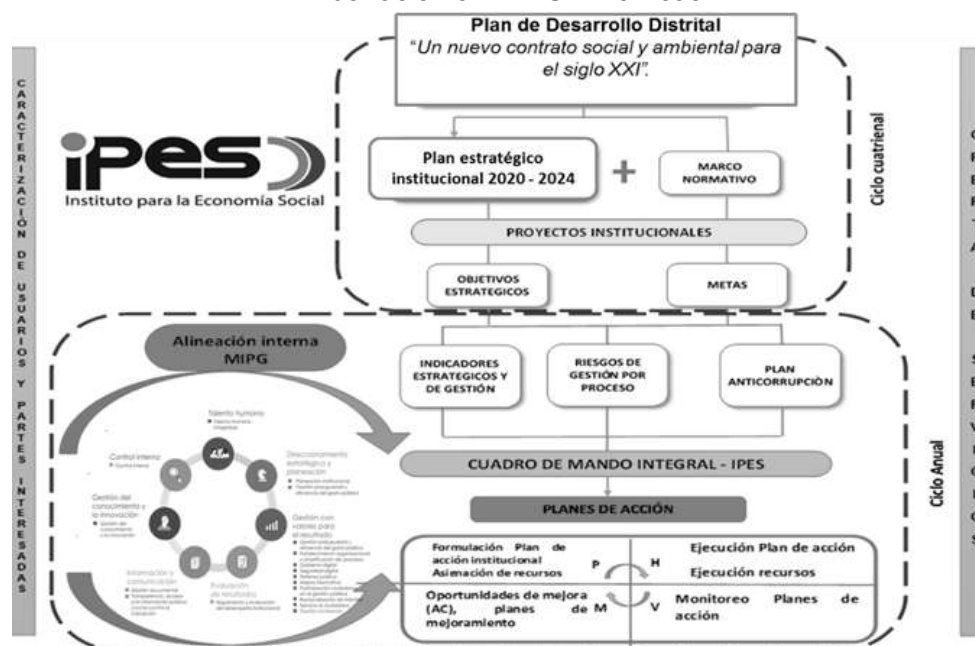 Plan de Desarrollo Distrital
“Un nuevo contrato social y ambiental para
el siglo XXI”.
CARACTERIZACIÓN DE USUARIOS Y PARTES INTERESADAS
iPES
Instituto para la Economía Social
Plan estratégico
institucional 2020 - 2024
+
MARCO
NORMATIVO
Ciclo cuatrienal
PROYECTOS INSTITUCIONALES
OBJETIVOS
ESTRATEGICOS
METAS
Alineación interna
MIPG
INDICADORES
ESTRATEGICOS Y
DE GESTIÓN
RIESGOS DE
GESTIÓN POR
PROCESO
PLAN
ANTICORRUPCIÒN
Ciclo Anual
CUADRO DE MANDO INTEGRAL - IPES
PLANES DE ACCIÓN
Talento humano
Control interno
Direccionamiento
estratégico y
planeación
Gestión del
conocimiento y
la innovación
Gestión con
valores para
el resultado
Información y
comunicación
Evaluación
de resultados
Formulación Plan de
acción institucional
Asimación de recursos
P
H
Ejecución Plan de acción
Ejecución recursos
Oportunidades de mejora
(AC), planes de
mejoramiento
M
V
Monitoreo Planes de
acción